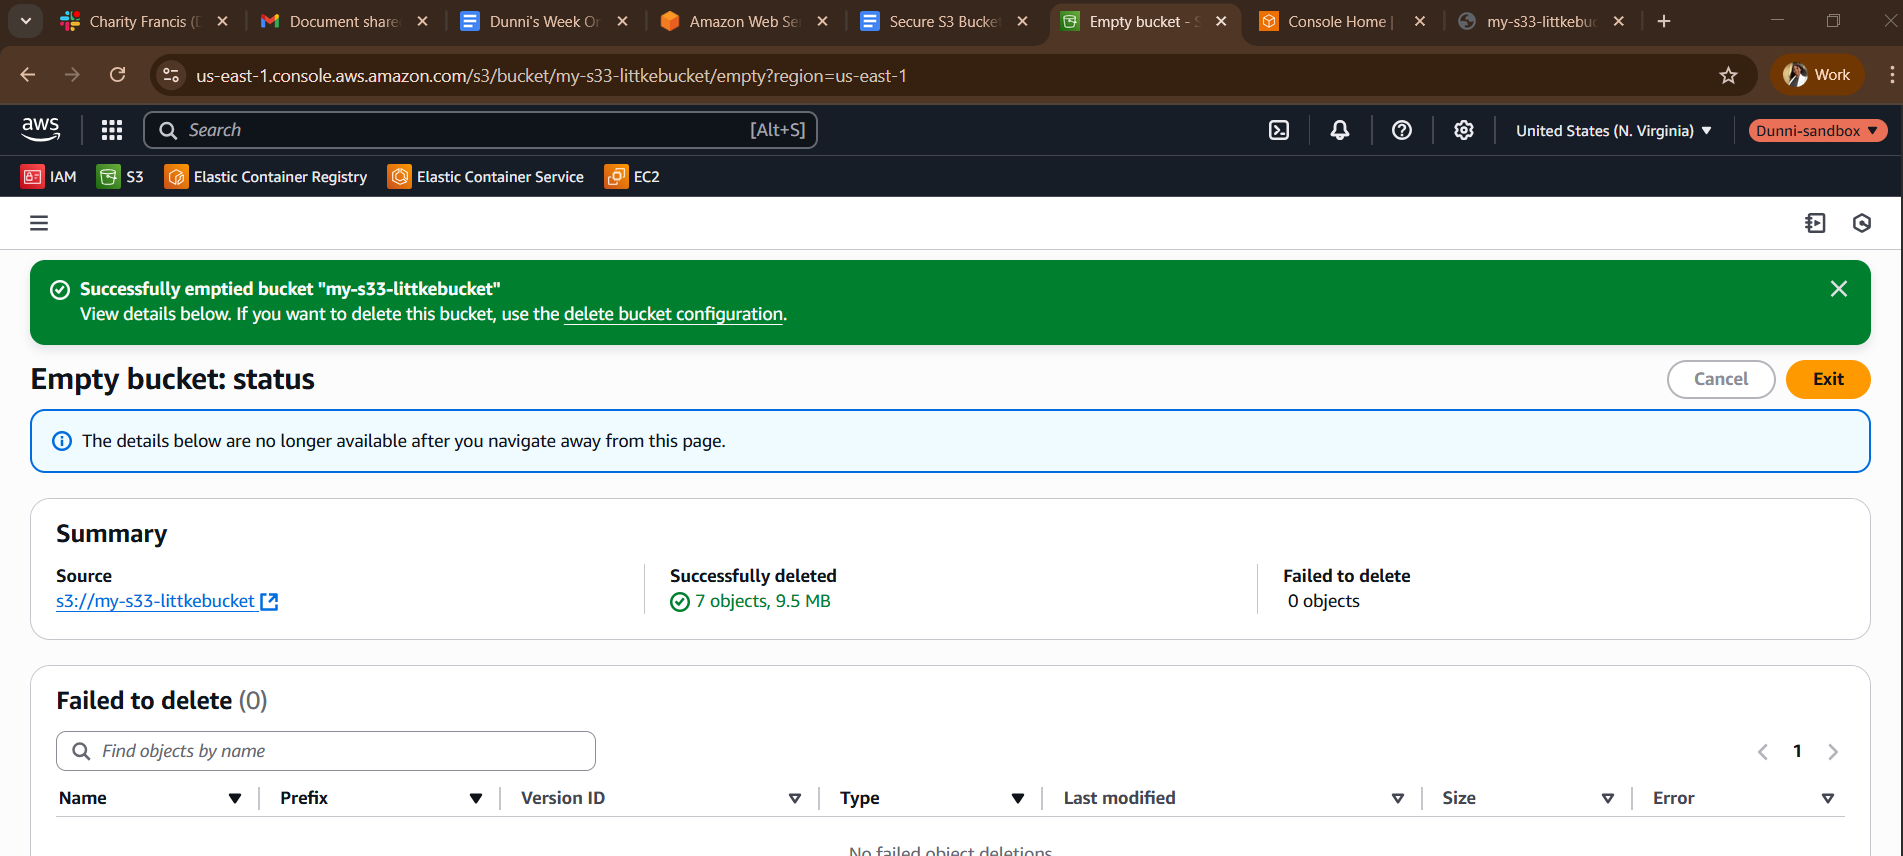 Charity Francis (D
Document share
Dunni's Week On
Amazon Web Se
Secure S3 Bucket
Empty bucket - S
Console Home |
my-s33-littkebuc
us-east-1.console.aws.amazon.com/s3/bucket/my-s33-littkebucket/empty?region=us-east-1
Work
aws
Search
[Alt+S]
United States (N. Virginia)
Dunni-sandbox
IAM
S3
Elastic Container Registry
Elastic Container Service
EC2
Successfully emptied bucket "my-s33-littkebucket"
View details below. If you want to delete this bucket, use the delete bucket configuration.
Empty bucket: status
Cancel
Exit
The details below are no longer available after you navigate away from this page.
Summary
Source
s3://my-s33-littkebucket
Successfully deleted
7 objects, 9.5 MB
Failed to delete
0 objects
Failed to delete (0)
Find objects by name
1
Name
Prefix
Version ID
Type
Last modified
Size
Error
No failed object deletions